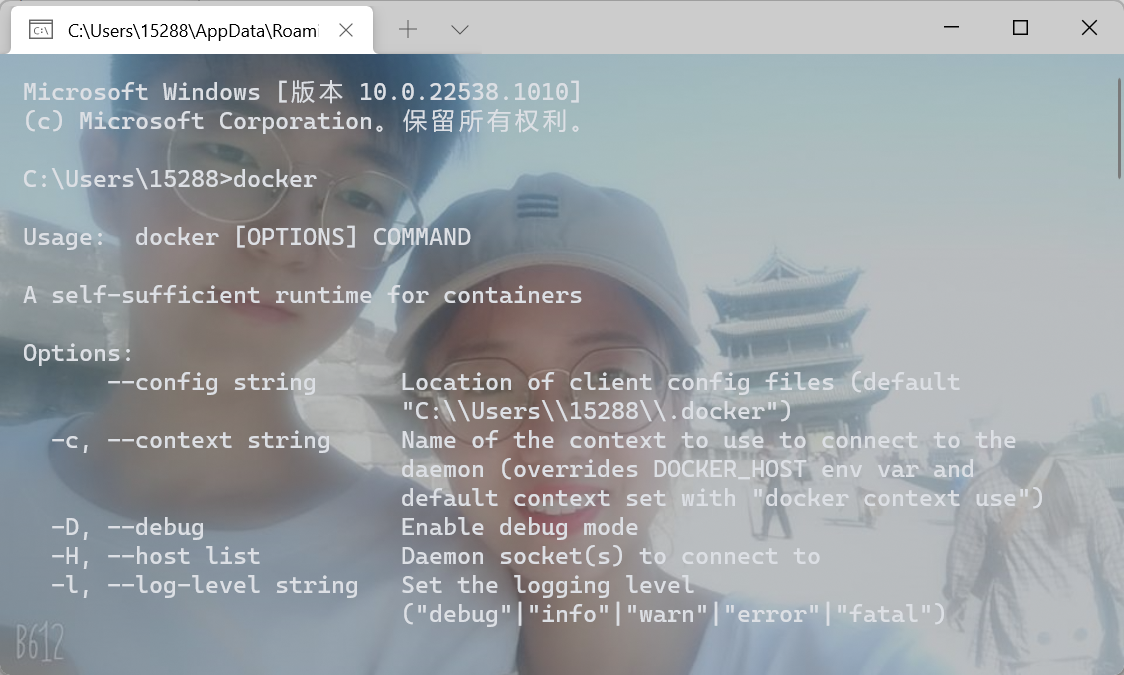 C:\Users\15288\AppData\Roami
Microsoft Windows [版本 10.0.22538.1010]
(c) Microsoft Corporation。保留所有权利。
C:\Users\15288>docker
Usage:  docker [OPTIONS] COMMAND
A self-sufficient runtime for containers
Options:
      --config string      Location of client config files (default
                           "C:\\Users\\15288\\.docker")
  -c, --context string     Name of the context to use to connect to the
                           daemon (overrides DOCKER_HOST env var and
                           default context set with "docker context use")
  -D, --debug              Enable debug mode
  -H, --host list          Daemon socket(s) to connect to
  -l, --log-level string   Set the logging level
                           ("debug"|"info"|"warn"|"error"|"fatal")
B612